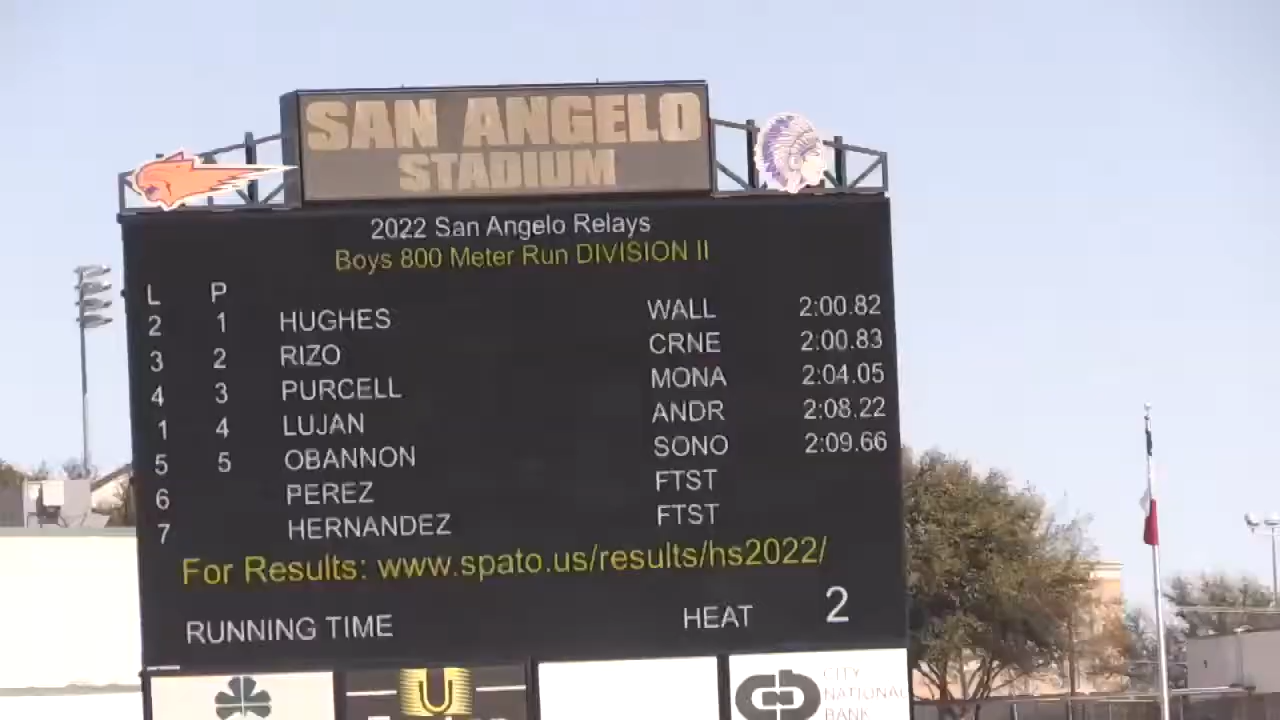 SAN ANGELO
STADIUM
2022 San Angelo Relays
Boys 800 Meter Run DIVISION II
L P
2 1 HUGHES WALL 2:00.82
3 2 RIZO CRNE 2:00.83
4 3 PURCELL MONA 2:04.05
1 4 LUJAN ANDR 2:08.22
5 5 OBANNON SONO 2:09.66
6 PEREZ FTST
7 HERNANDEZ FTST
For Results: www.spato.us/results/hs2022/
RUNNING TIME HEAT 2
U
CITY
NATIONAL
BANK